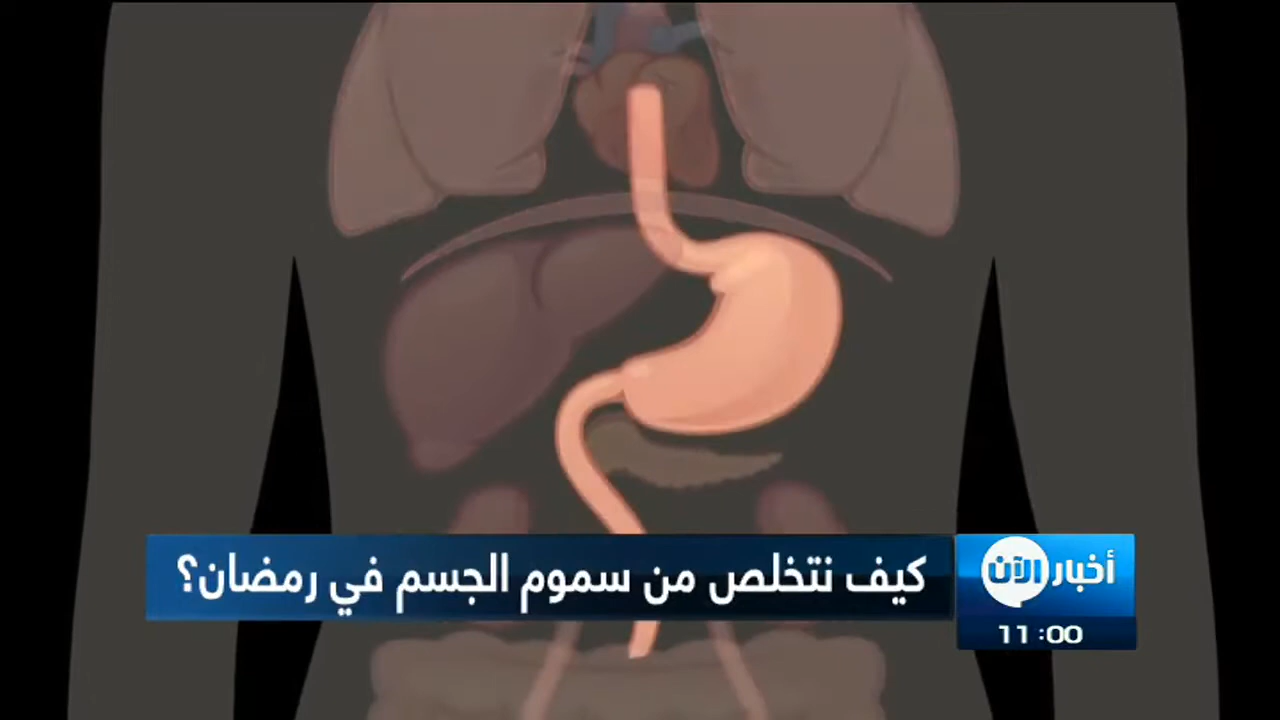 كيف نتخلص من سموم الجسم في رمضان؟
أخبار الآن
11:00